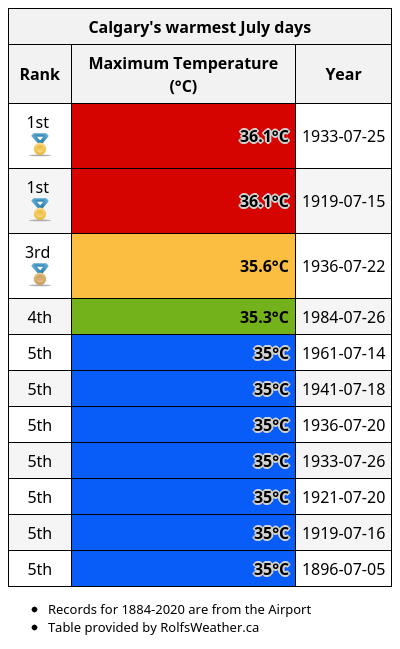 Calgary's warmest July days
Rank Maximum Temperature (°C) Year
1st 36.1°C 1933-07-25
1st 36.1°C 1919-07-15
3rd 35.6°C 1936-07-22
4th 35.3°C 1984-07-26
5th 35°C 1961-07-14
5th 35°C 1941-07-18
5th 35°C 1936-07-20
5th 35°C 1933-07-26
5th 35°C 1921-07-20
5th 35°C 1919-07-16
5th 35°C 1896-07-05
• Records for 1884-2020 are from the Airport
• Table provided by RolfsWeather.ca